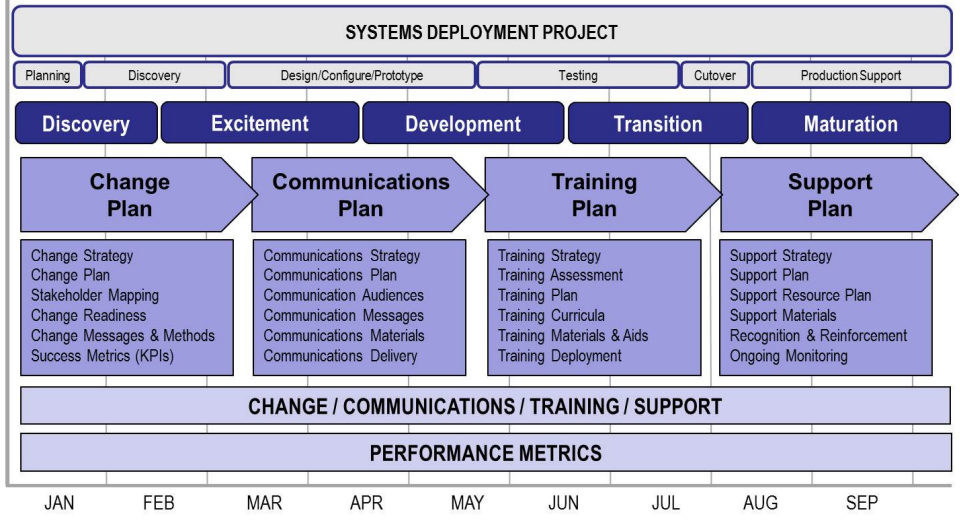 SYSTEMS DEPLOYMENT PROJECT
Planning
Discovery
Design/Configure/Prototype
Testing
Cutover
Production Support
Discovery
Excitement
Development
Transition
Maturation
Change
Plan
Communications
Plan
Training
Plan
Support
Plan
Change Strategy
Change Plan
Stakeholder Mapping
Change Readiness
Change Messages & Methods
Success Metrics (KPIs)
Communications Strategy
Communications Plan
Communication Audiences
Communication Messages
Communications Materials
Communications Delivery
Training Strategy
Training Assessment
Training Plan
Training Curricula
Training Materials & Aids
Training Deployment
Support Strategy
Support Plan
Support Resource Plan
Support Materials
Recognition & Reinforcement
Ongoing Monitoring
CHANGE / COMMUNICATIONS / TRAINING / SUPPORT
PERFORMANCE METRICS
JAN FEB MAR APR MAY JUN JUL AUG SEP